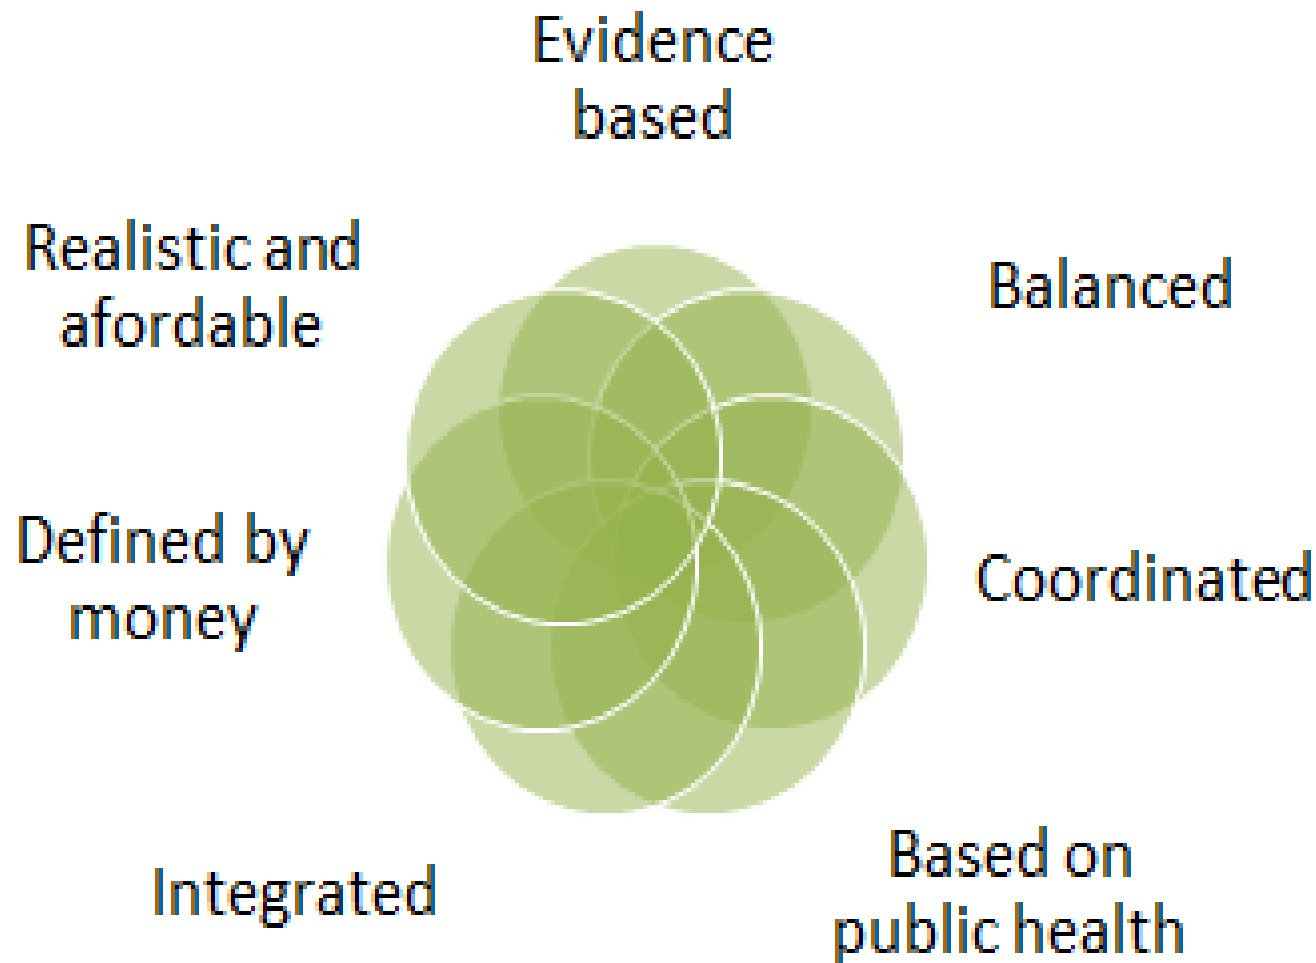 Evidence
based
Balanced
Coordinated
Based on
public health
Integrated
Defined by
money
Realistic and
afordable